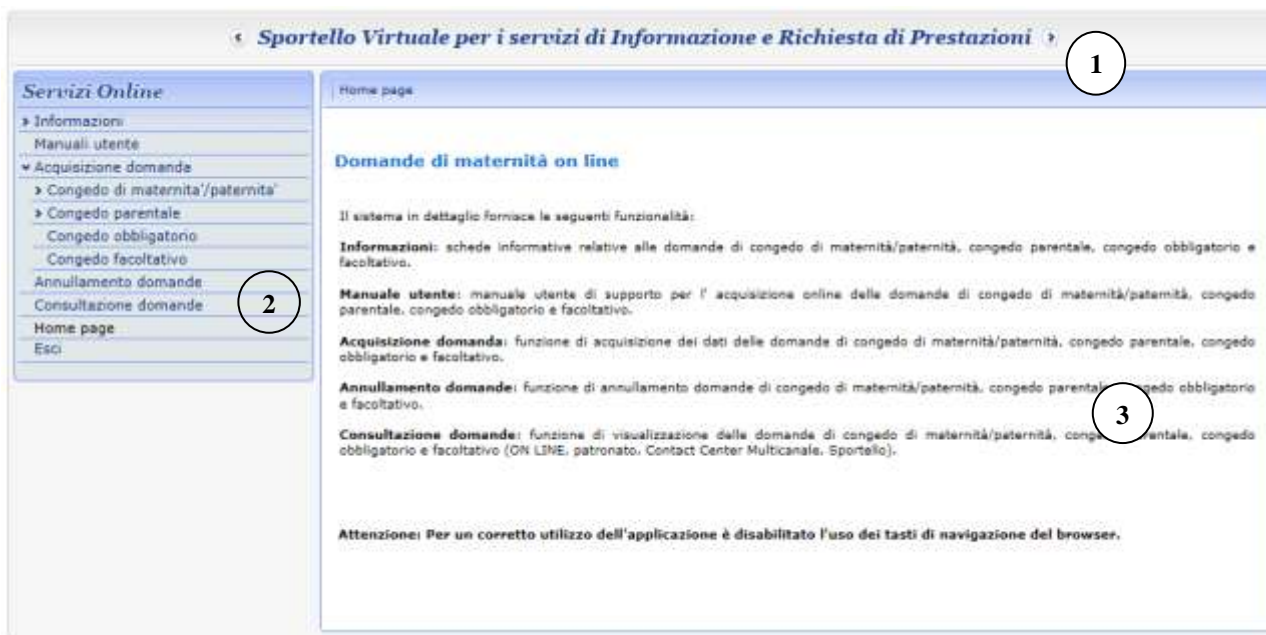 ‹ Sportello Virtuale per i servizi di Informazione e Richiesta di Prestazioni ›
1
Servizi Online
Informazioni
Manuali utente
Acquisizione domanda
Congedo di maternita'/paternita'
Congedo parentale
Congedo obbligatorio
Congedo facoltativo
Annullamento domande
Consultazione domande
2
Home page
Esci
Home page
Domande di maternità on line
Il sistema in dettaglio fornisce le seguenti funzionalità:
Informazioni: schede informative relative alle domande di congedo di maternità/paternità, congedo parentale, congedo obbligatorio e
facoltativo.
Manuale utente: manuale utente di supporto per l' acquisizione online delle domande di congedo di maternità/paternità, congedo
parentale, congedo obbligatorio e facoltativo.
Acquisizione domanda: funzione di acquisizione dei dati delle domande di congedo di maternità/paternità, congedo parentale, congedo
obbligatorio e facoltativo.
Annullamento domande: funzione di annullamento domande di congedo di maternità/paternità, congedo parentale, congedo obbligatorio
e facoltativo.
3
Consultazione domande: funzione di visualizzazione delle domande di congedo di maternità/paternità, congedo parentale, congedo
obbligatorio e facoltativo (ON LINE, patronato, Contact Center Multicanale, Sportello).
Attenzione: Per un corretto utilizzo dell'applicazione è disabilitato l'uso dei tasti di navigazione del browser.